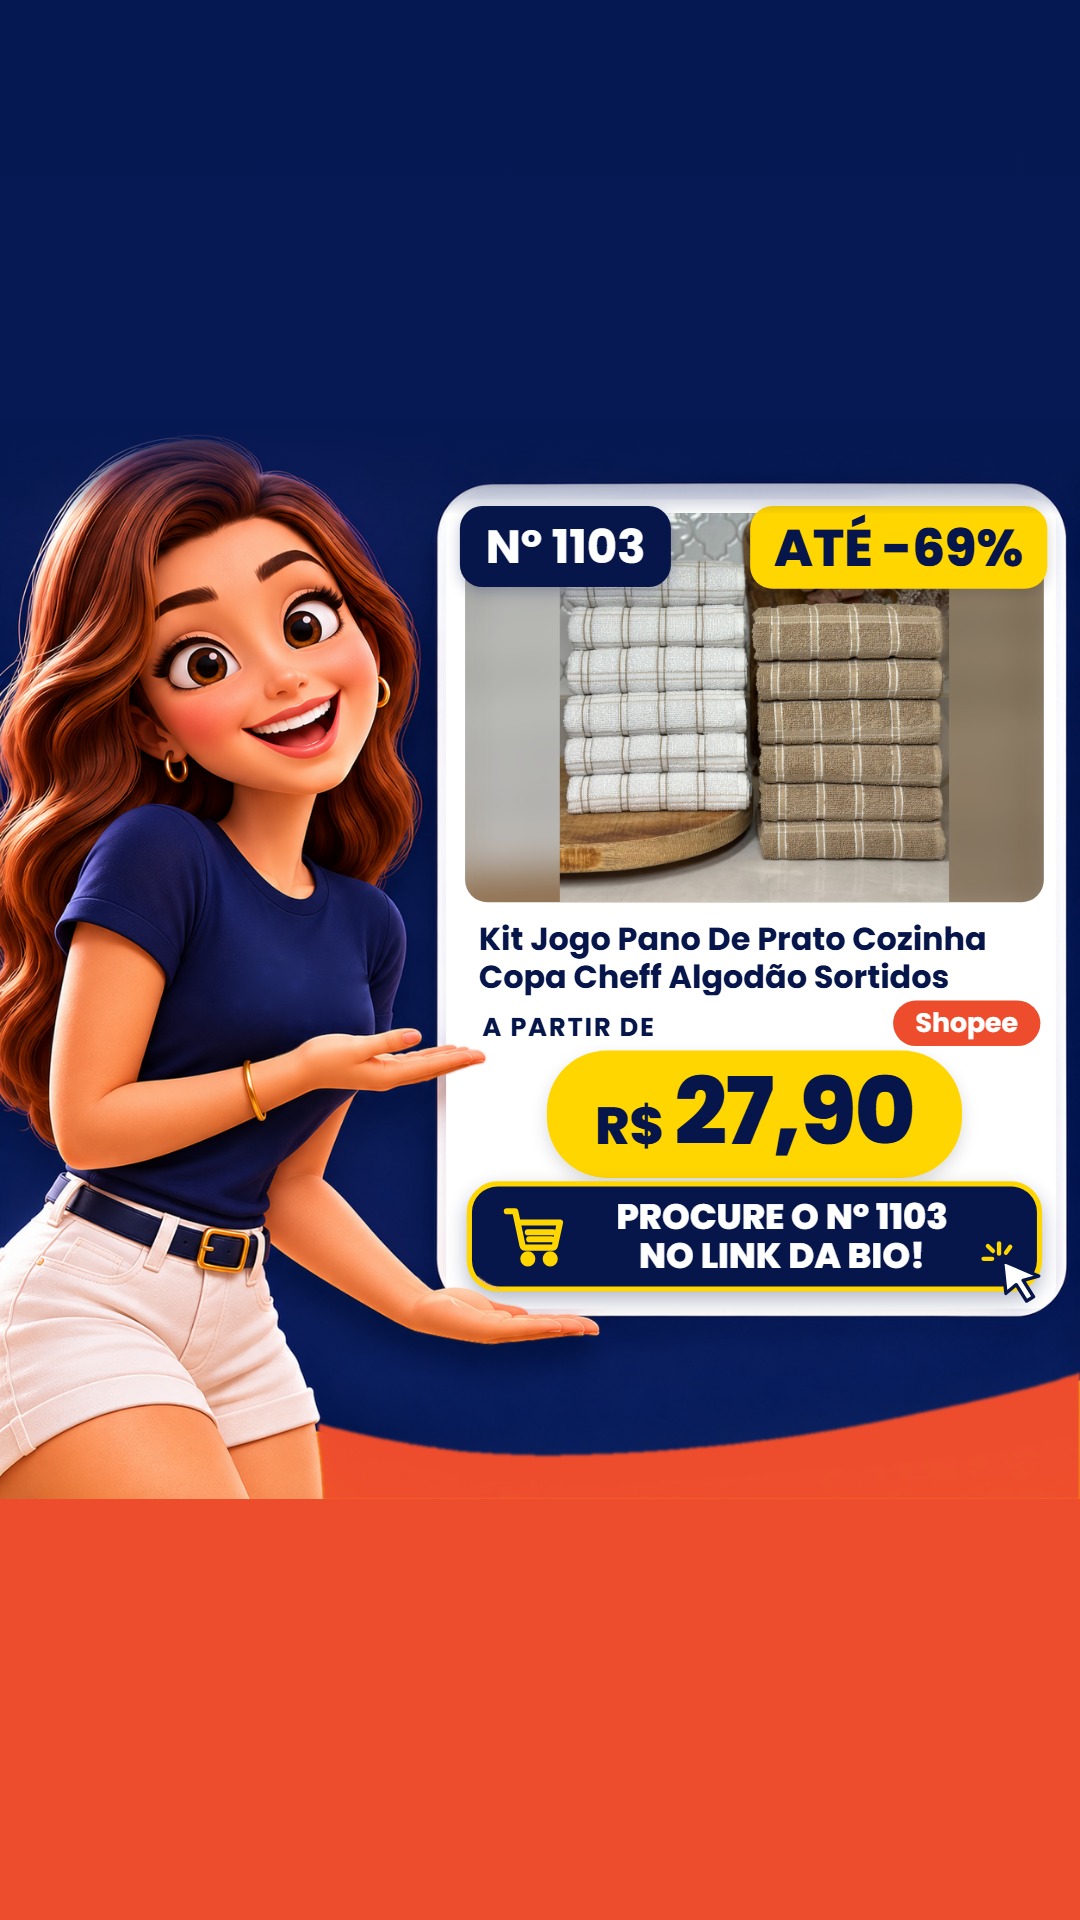 Nº 1103
ATÉ -69%
Kit Jogo Pano De Prato Cozinha
Copa Cheff Algodão Sortidos
A PARTIR DE
Shopee
R$ 27,90
PROCURE O Nº 1103
NO LINK DA BIO!